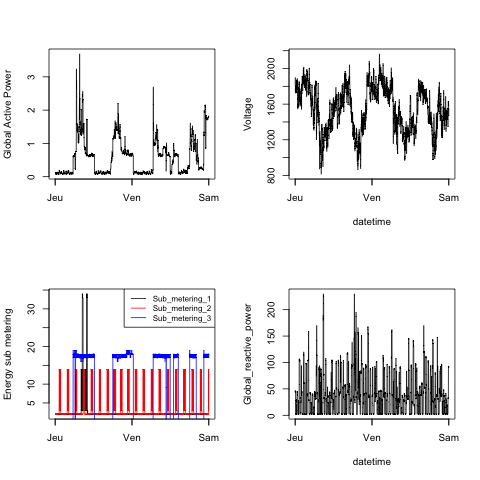 Global Active Power
3
2
1
0
Jeu Ven Sam
Voltage
2000
1600
1200
800
Jeu Ven Sam
datetime
Energy sub metering
35
20
10
5
Jeu Ven Sam
Sub_metering_1
Sub_metering_2
Sub_metering_3
Global_reactive_power
200
150
100
50
0
Jeu Ven Sam
datetime